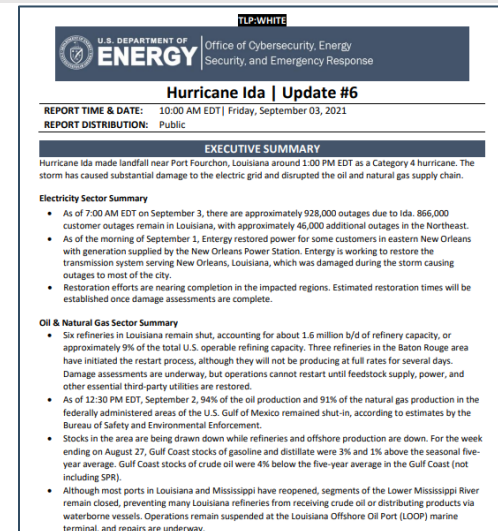 TLP:WHITE
U.S. DEPARTMENT OF
ENERGY
Office of Cybersecurity, Energy
Security, and Emergency Response
Hurricane Ida | Update #6
REPORT TIME & DATE: 10:00 AM EDT| Friday, September 03, 2021
REPORT DISTRIBUTION: Public
EXECUTIVE SUMMARY
Hurricane Ida made landfall near Port Fourchon, Louisiana around 1:00 PM EDT as a Category 4 hurricane. The
storm has caused substantial damage to the electric grid and disrupted the oil and natural gas supply chain.
Electricity Sector Summary
• As of 7:00 AM EDT on September 3, there are approximately 928,000 outages due to Ida. 866,000
customer outages remain in Louisiana, with approximately 46,000 additional outages in the Northeast.
• As of the morning of September 1, Entergy restored power for some customers in eastern New Orleans
with generation supplied by the New Orleans Power Station. Entergy is working to restore the
transmission system serving New Orleans, Louisiana, which was damaged during the storm causing
outages to most of the city.
• Restoration efforts are nearing completion in the impacted regions. Estimated restoration times will be
established once damage assessments are complete.
Oil & Natural Gas Sector Summary
• Six refineries in Louisiana remain shut, accounting for about 1.6 million b/d of refinery capacity, or
approximately 9% of the total U.S. operable refining capacity. Three refineries in the Baton Rouge area
have initiated the restart process, although they will not be producing at full rates for several days.
Damage assessments are underway, but operations cannot restart until feedstock supply, power, and
other essential third-party utilities are restored.
• As of 12:30 PM EDT, September 2, 94% of the oil production and 91% of the natural gas production in the
federally administered areas of the U.S. Gulf of Mexico remained shut-in, according to estimates by the
Bureau of Safety and Environmental Enforcement.
• Stocks in the area are being drawn down while refineries and offshore production are down. For the week
ending on August 27, Gulf Coast stocks of gasoline and distillate were 3% and 1% above the seasonal five-
year average. Gulf Coast stocks of crude oil were 4% below the five-year average in the Gulf Coast (not
including SPR).
• Although most ports in Louisiana and Mississippi have reopened, segments of the Lower Mississippi River
remain closed, preventing many Louisiana refineries from receiving crude oil or distributing products via
waterborne vessels. Operations remain suspended at the Louisiana Offshore Oil Port (LOOP) marine
terminal, and repairs are underway.